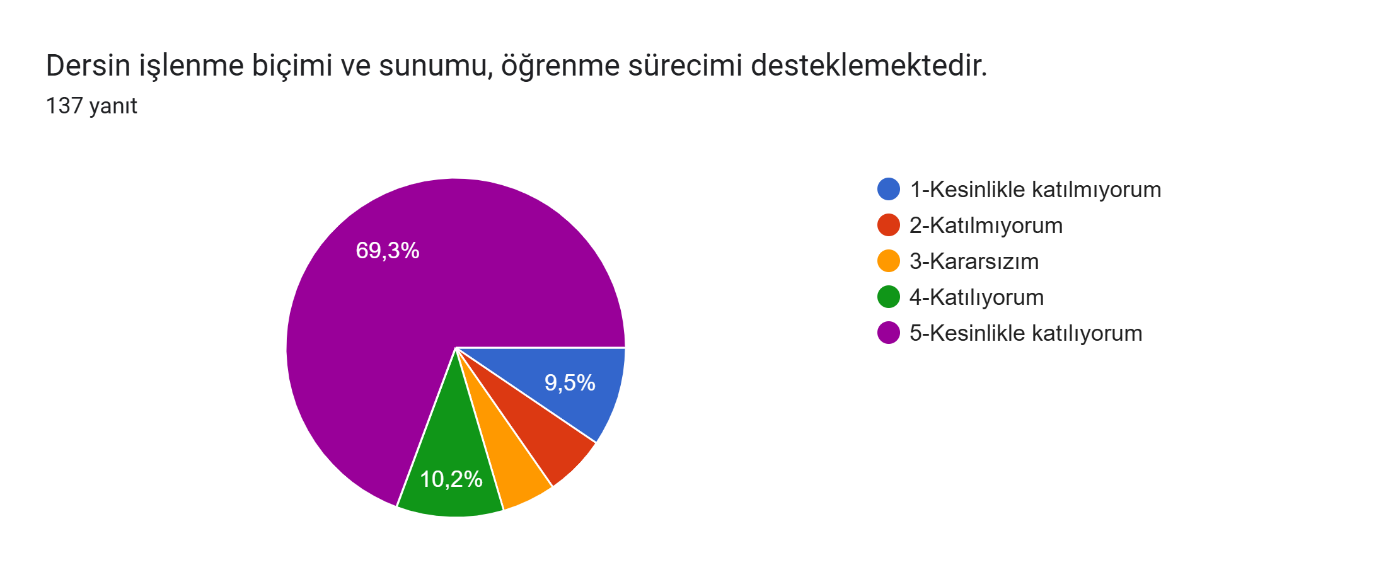 Dersin işlenme biçimi ve sunumu, öğrenme sürecimi desteklemektedir.
137 yanıt
69,3%
9,5%
10,2%
1-Kesinlikle katılmıyorum
2-Katılmıyorum
3-Kararsızım
4-Katılıyorum
5-Kesinlikle katılıyorum